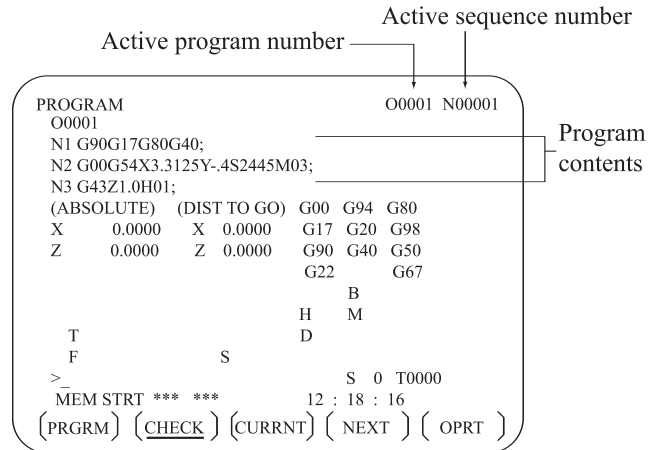 Active sequence number
Active program number
PROGRAM O0001 N00001
O0001
N1 G90G17G80G40;
N2 G00G54X3.3125Y-.4S2445M03;
N3 G43Z1.0H01;
Program contents
(ABSOLUTE) (DIST TO GO) G00 G94 G80
X 0.0000 X 0.0000 G17 G20 G98
Z 0.0000 Z 0.0000 G90 G40 G50
G22 G67
B
H M
T D
F S
>_ S 0 T0000
MEM STRT *** *** 12 : 18 : 16
PRGRM CHECK CURRNT NEXT OPRT